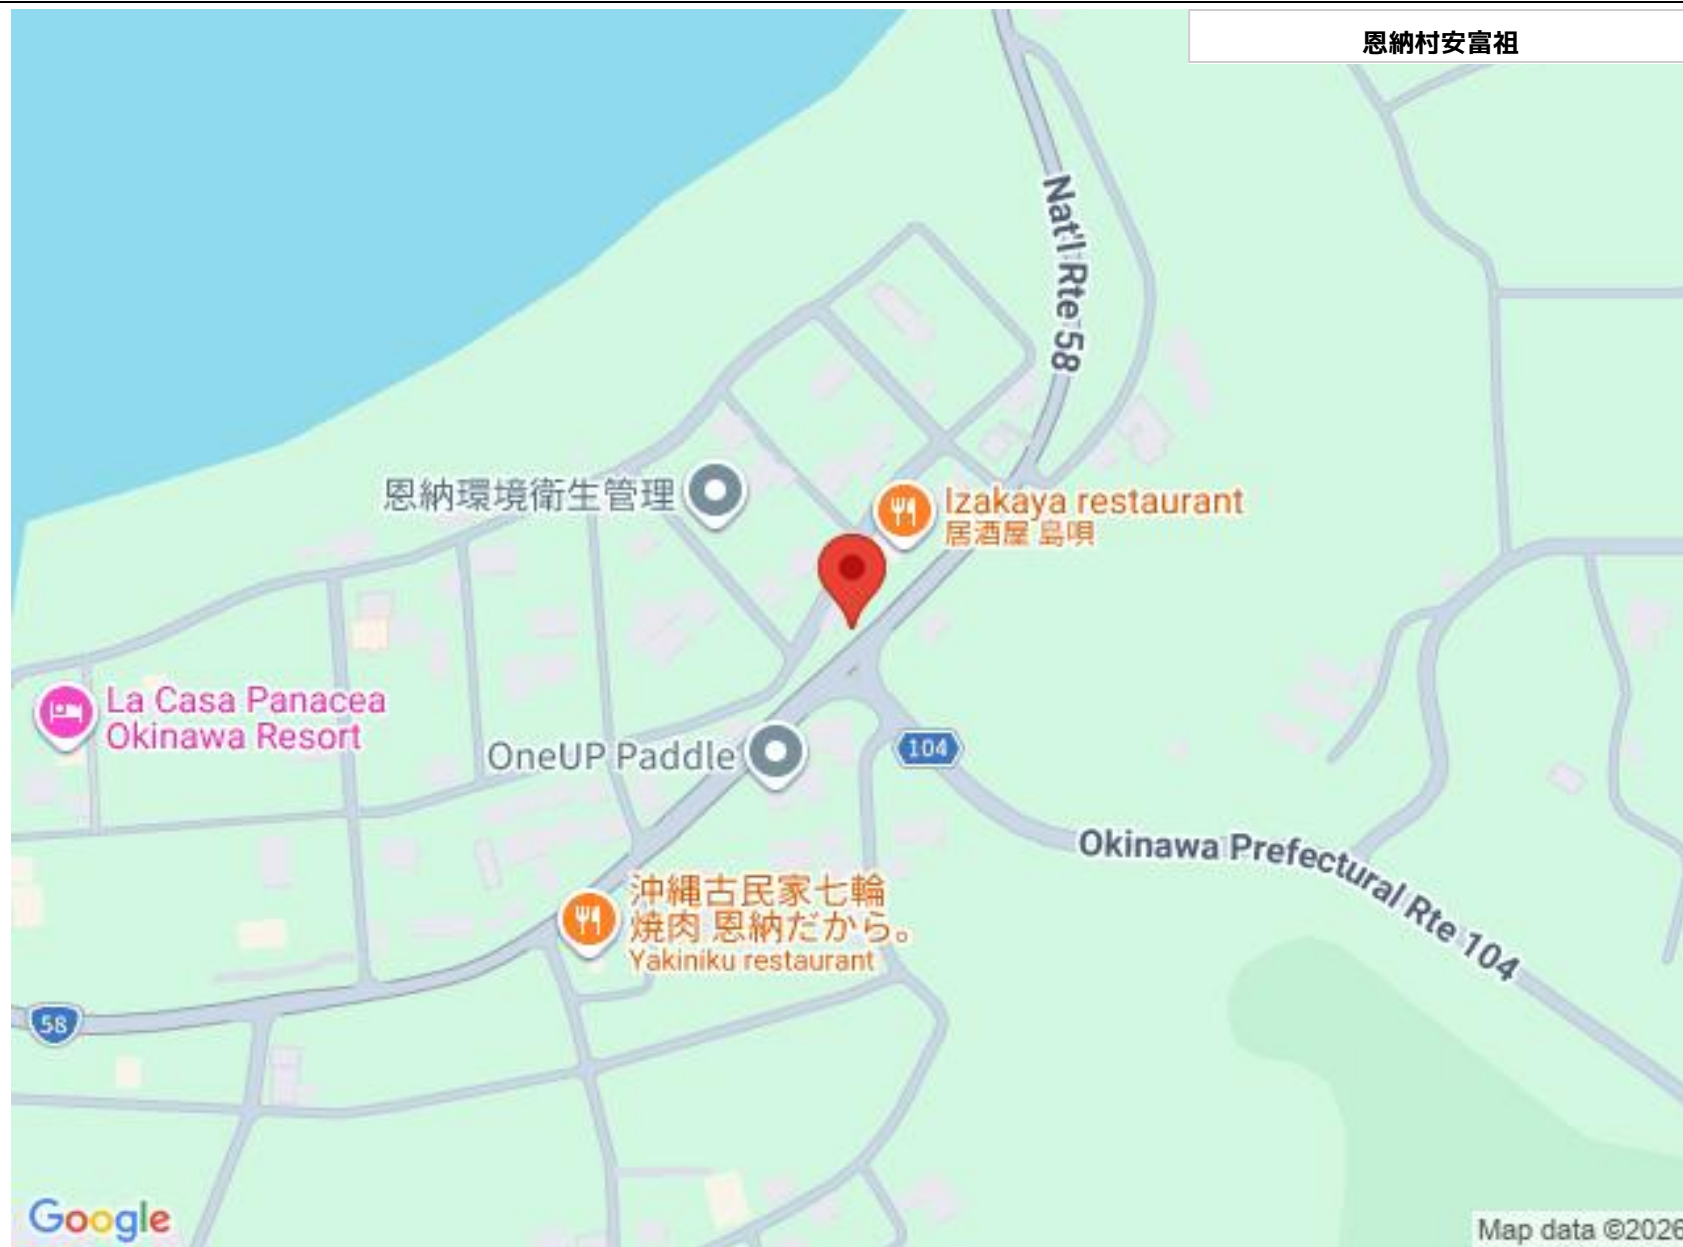 恩納村安富祖
Nat'l Rte 58
恩納環境衛生管理
Izakaya restaurant
居酒屋 島唄
La Casa Panacea
Okinawa Resort
OneUP Paddle
104
Okinawa Prefectural Rte 104
沖縄古民家七輪
焼肉 恩納だから。
Yakiniku restaurant
58
Google
Map data ©2026